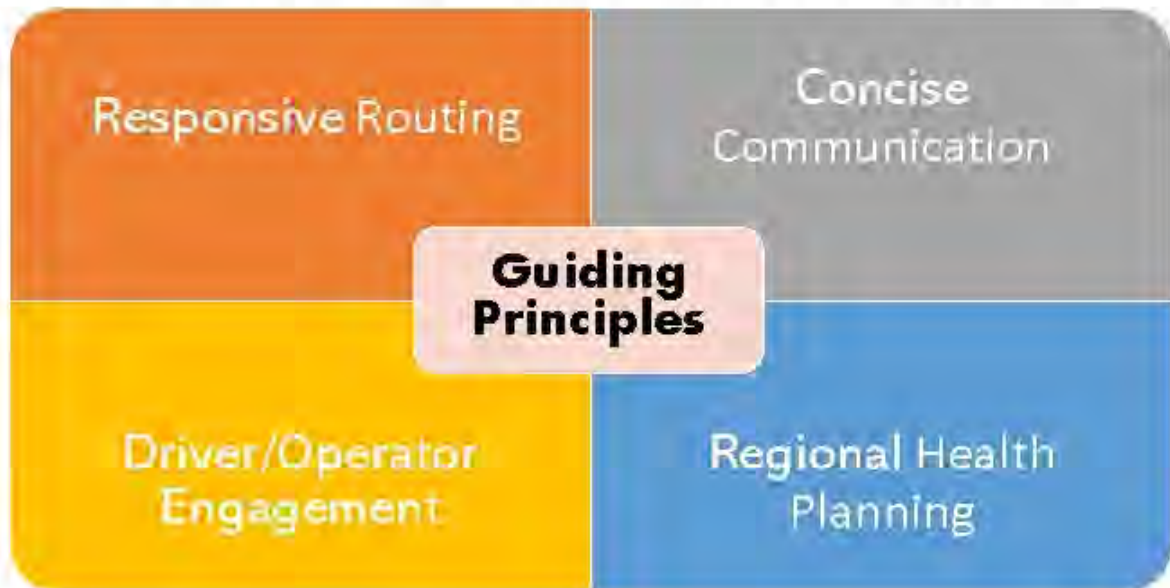 Responsive Routing
Concise
Communication
Guiding
Principles
Driver/Operator
Engagement
Regional Health
Planning